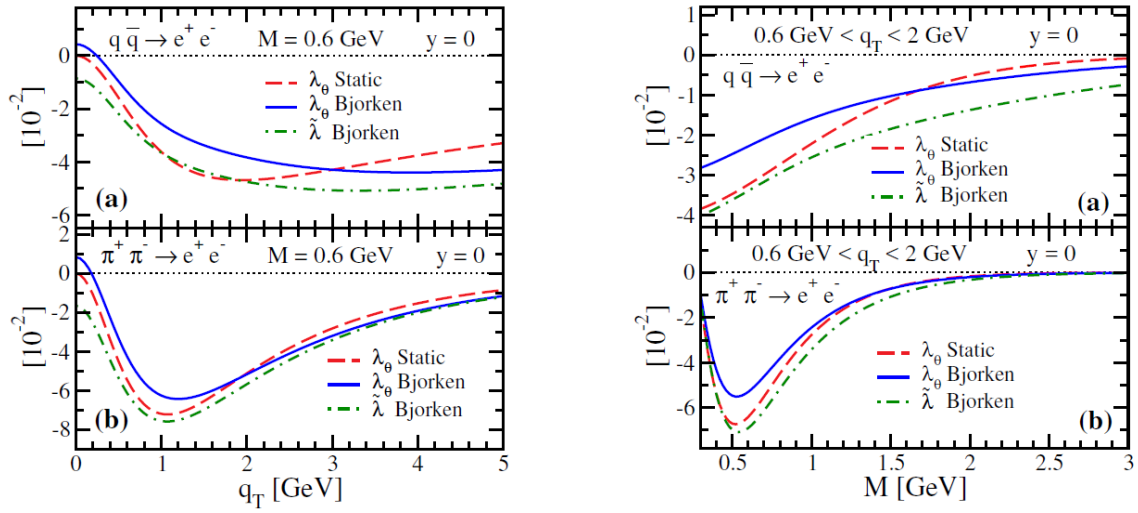 q q̅ → e⁺ e⁻ M = 0.6 GeV y = 0
0
-2
-4
-6
[10⁻²]
λ_θ Static
λ_θ Bjorken
λ̃ Bjorken
(a)
π⁺ π⁻ → e⁺ e⁻ M = 0.6 GeV y = 0
2
0
-2
-4
-6
-8
[10⁻²]
λ_θ Static
λ_θ Bjorken
λ̃ Bjorken
(b)
0 1 2 3 4 5
q_T [GeV]
0.6 GeV < q_T < 2 GeV y = 0
q q̅ → e⁺ e⁻
1
0
-1
-2
-3
-4
[10⁻²]
λ_θ Static
λ_θ Bjorken
λ̃ Bjorken
(a)
0.6 GeV < q_T < 2 GeV y = 0
π⁺ π⁻ → e⁺ e⁻
0
-2
-4
-6
[10⁻²]
λ_θ Static
λ_θ Bjorken
λ̃ Bjorken
(b)
0.5 1 1.5 2 2.5 3
M [GeV]